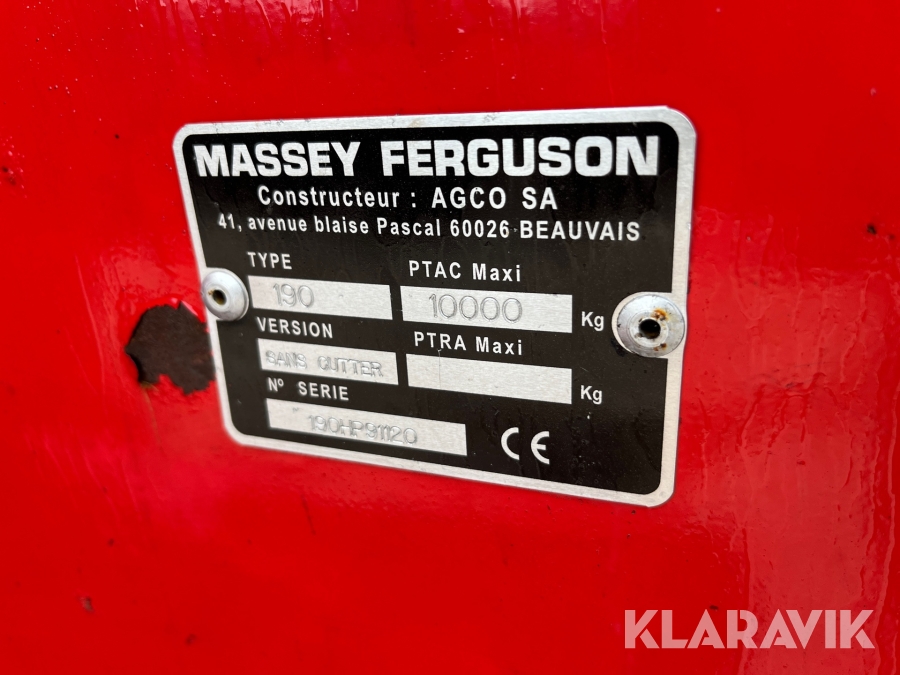 MASSEY FERGUSON
Constructeur : AGCO SA
41, avenue blaise Pascal 60026 BEAUVAIS
TYPE PTAC Maxi
190 10000 Kg
VERSION PTRA Maxi
SANS CUTTER Kg
Nº SERIE
190HP91120 CE
KLARAVIK